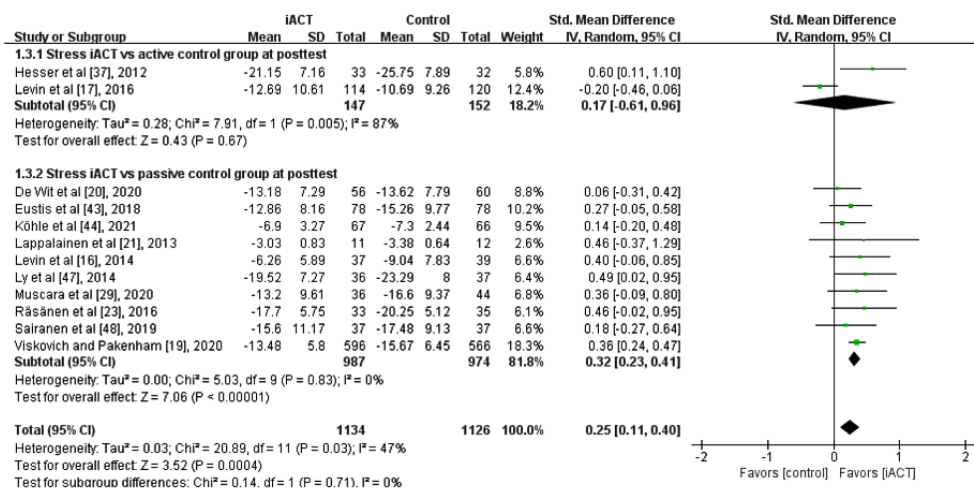 iACT Control Std. Mean Difference Std. Mean Difference
Study or Subgroup Mean SD Total Mean SD Total Weight IV, Random, 95% CI IV, Random, 95% CI
1.3.1 Stress iACT vs active control group at posttest
Hesser et al [37], 2012 -21.15 7.16 33 -25.75 7.89 32 5.8% 0.60 [0.11, 1.10]
Levin et al [17], 2016 -12.69 10.61 114 -10.69 9.26 120 12.4% -0.20 [-0.46, 0.06]
Subtotal (95% CI) 147 152 18.2% 0.17 [-0.61, 0.96]
Heterogeneity: Tau² = 0.28; Chi² = 7.91, df = 1 (P = 0.005); I² = 87%
Test for overall effect: Z = 0.43 (P = 0.67)
1.3.2 Stress iACT vs passive control group at posttest
De Wit et al [20], 2020 -13.18 7.29 56 -13.62 7.79 60 8.8% 0.06 [-0.31, 0.42]
Eustis et al [43], 2018 -12.86 8.16 78 -15.26 9.77 78 10.2% 0.27 [-0.05, 0.58]
Köhle et al [44], 2021 -6.9 3.27 67 -7.3 2.44 66 9.5% 0.14 [-0.20, 0.48]
Lappalainen et al [21], 2013 -3.03 0.83 11 -3.38 0.64 12 2.5% 0.46 [-0.37, 1.29]
Levin et al [16], 2014 -6.26 5.89 37 -9.04 7.83 39 6.6% 0.40 [-0.06, 0.85]
Ly et al [47], 2014 -19.52 7.27 36 -23.29 8 37 6.4% 0.49 [0.02, 0.95]
Muscara et al [29], 2020 -13.2 9.61 36 -16.6 9.37 44 6.8% 0.36 [-0.09, 0.80]
Räsänen et al [23], 2016 -17.7 5.75 33 -20.25 5.12 35 6.1% 0.46 [-0.02, 0.95]
Sairanen et al [48], 2019 -15.6 11.17 37 -17.48 9.13 37 6.5% 0.18 [-0.27, 0.64]
Viskovich and Pakenham [19], 2020 -13.48 5.8 596 -15.67 6.45 566 18.3% 0.36 [0.24, 0.47]
Subtotal (95% CI) 987 974 81.8% 0.32 [0.23, 0.41]
Heterogeneity: Tau² = 0.00; Chi² = 5.03, df = 9 (P = 0.83); I² = 0%
Test for overall effect: Z = 7.06 (P < 0.00001)
Total (95% CI) 1134 1126 100.0% 0.25 [0.11, 0.40]
Heterogeneity: Tau² = 0.03; Chi² = 20.89, df = 11 (P = 0.03); I² = 47%
Test for overall effect: Z = 3.52 (P = 0.0004)
Test for subgroup differences: Chi² = 0.14, df = 1 (P = 0.71), I² = 0%
-2 -1 0 1 2
Favors [control] Favors [iACT]